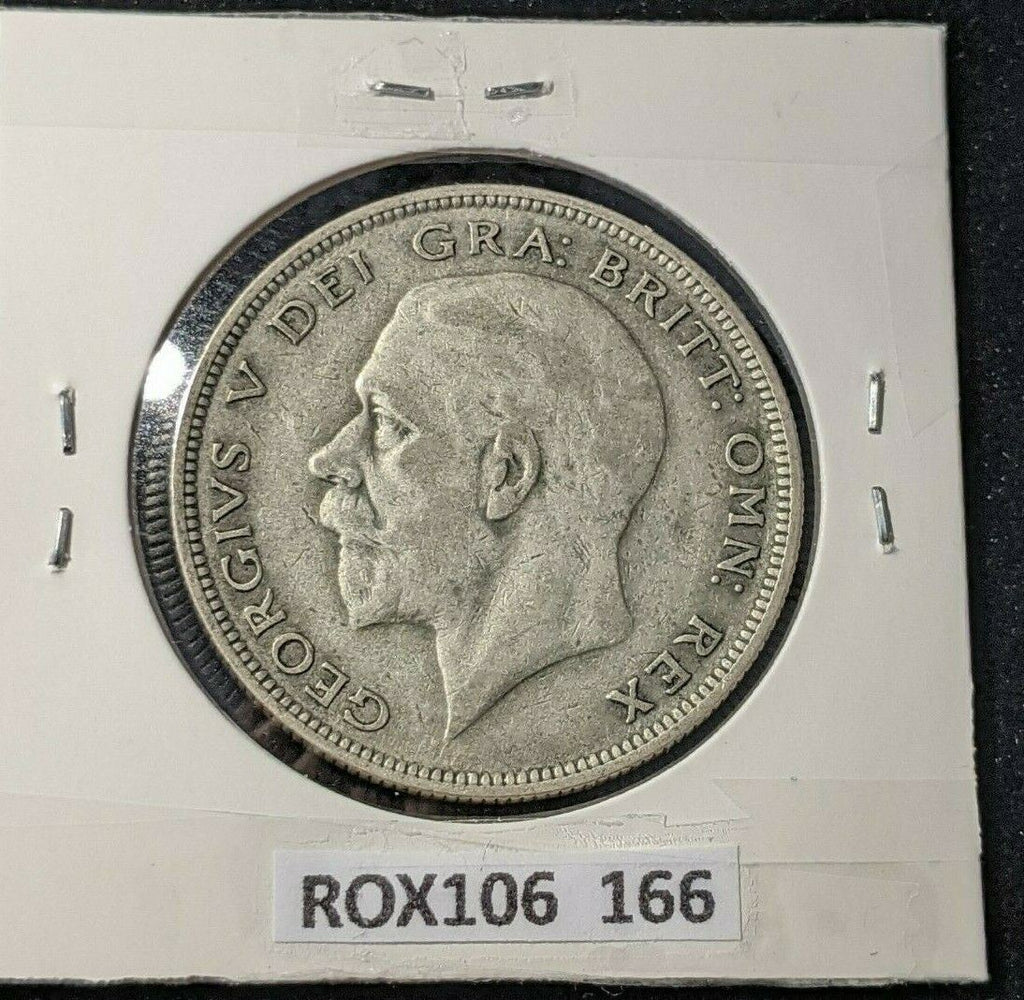 GEORGIVS V DEI GRA: BRITT: OMN: REX
ROX106 166